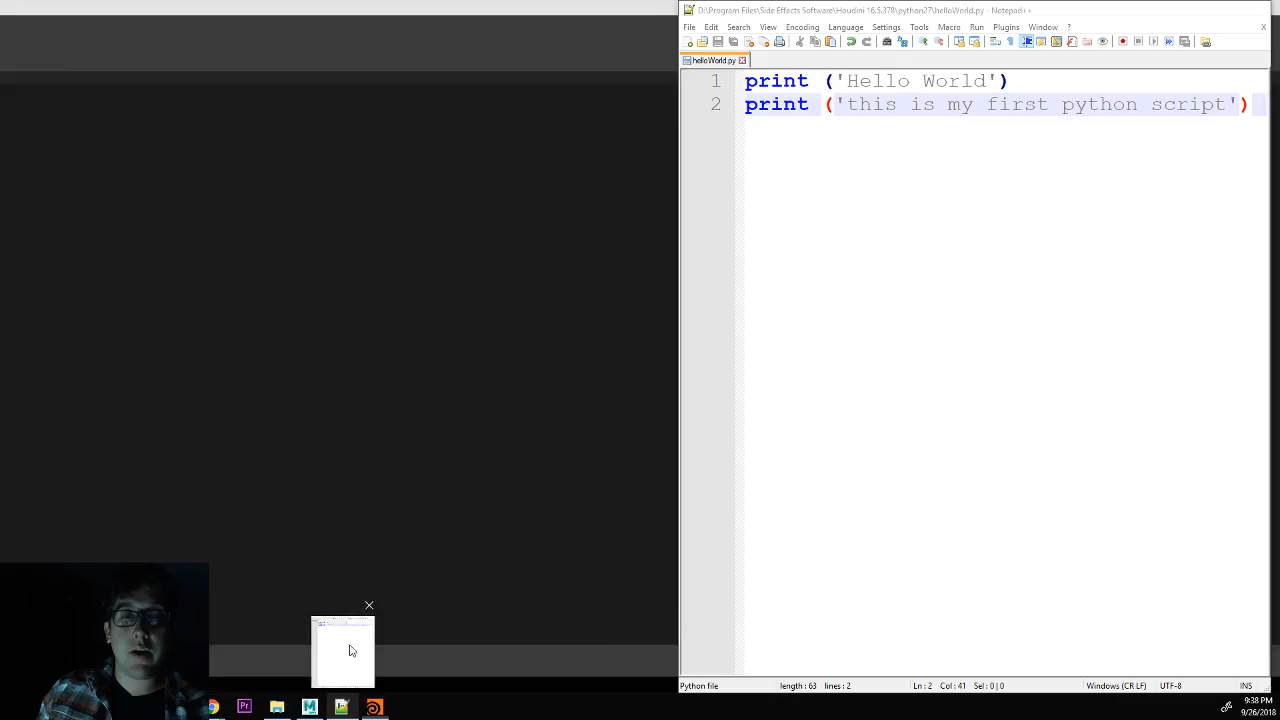 D:\Program Files\Side Effects Software\Houdini 16.5.378\python27\helloWorld.py - Notepad++
File Edit Search View Encoding Language Settings Tools Macro Run Plugins Window ? X
helloWorld.py
1 print ('Hello World')
2 print ('this is my first python script')
Python file length : 63 lines : 2 Ln : 2 Col : 41 Sel : 0 | 0 Windows (CR LF) UTF-8 INS
Pr M
9:38 PM
9/26/2018